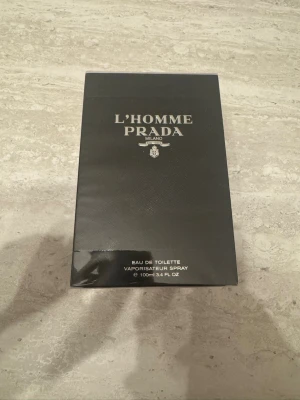 L'HOMME
PRADA
MILANO
EAU DE TOILETTE
VAPORISATEUR SPRAY
100ml 3.4 FL OZ